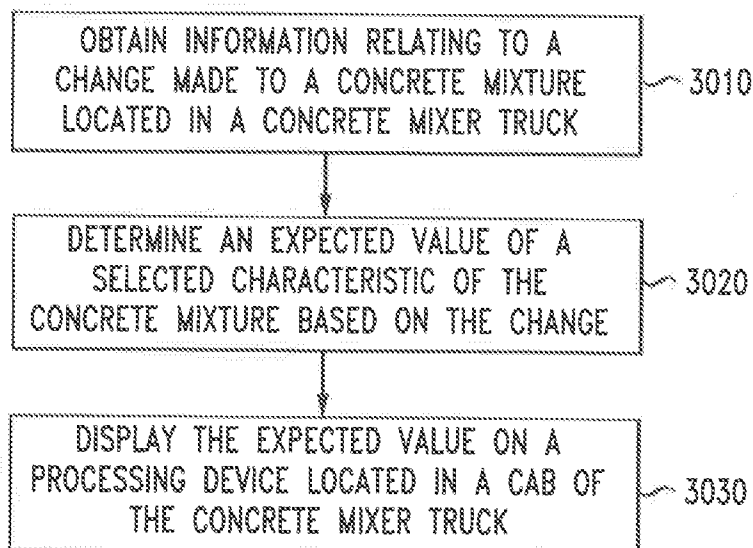 OBTAIN INFORMATION RELATING TO A
CHANGE MADE TO A CONCRETE MIXTURE
LOCATED IN A CONCRETE MIXER TRUCK
3010
DETERMINE AN EXPECTED VALUE OF A
SELECTED CHARACTERISTIC OF THE
CONCRETE MIXTURE BASED ON THE CHANGE
3020
DISPLAY THE EXPECTED VALUE ON A
PROCESSING DEVICE LOCATED IN A CAB OF
THE CONCRETE MIXER TRUCK
3030